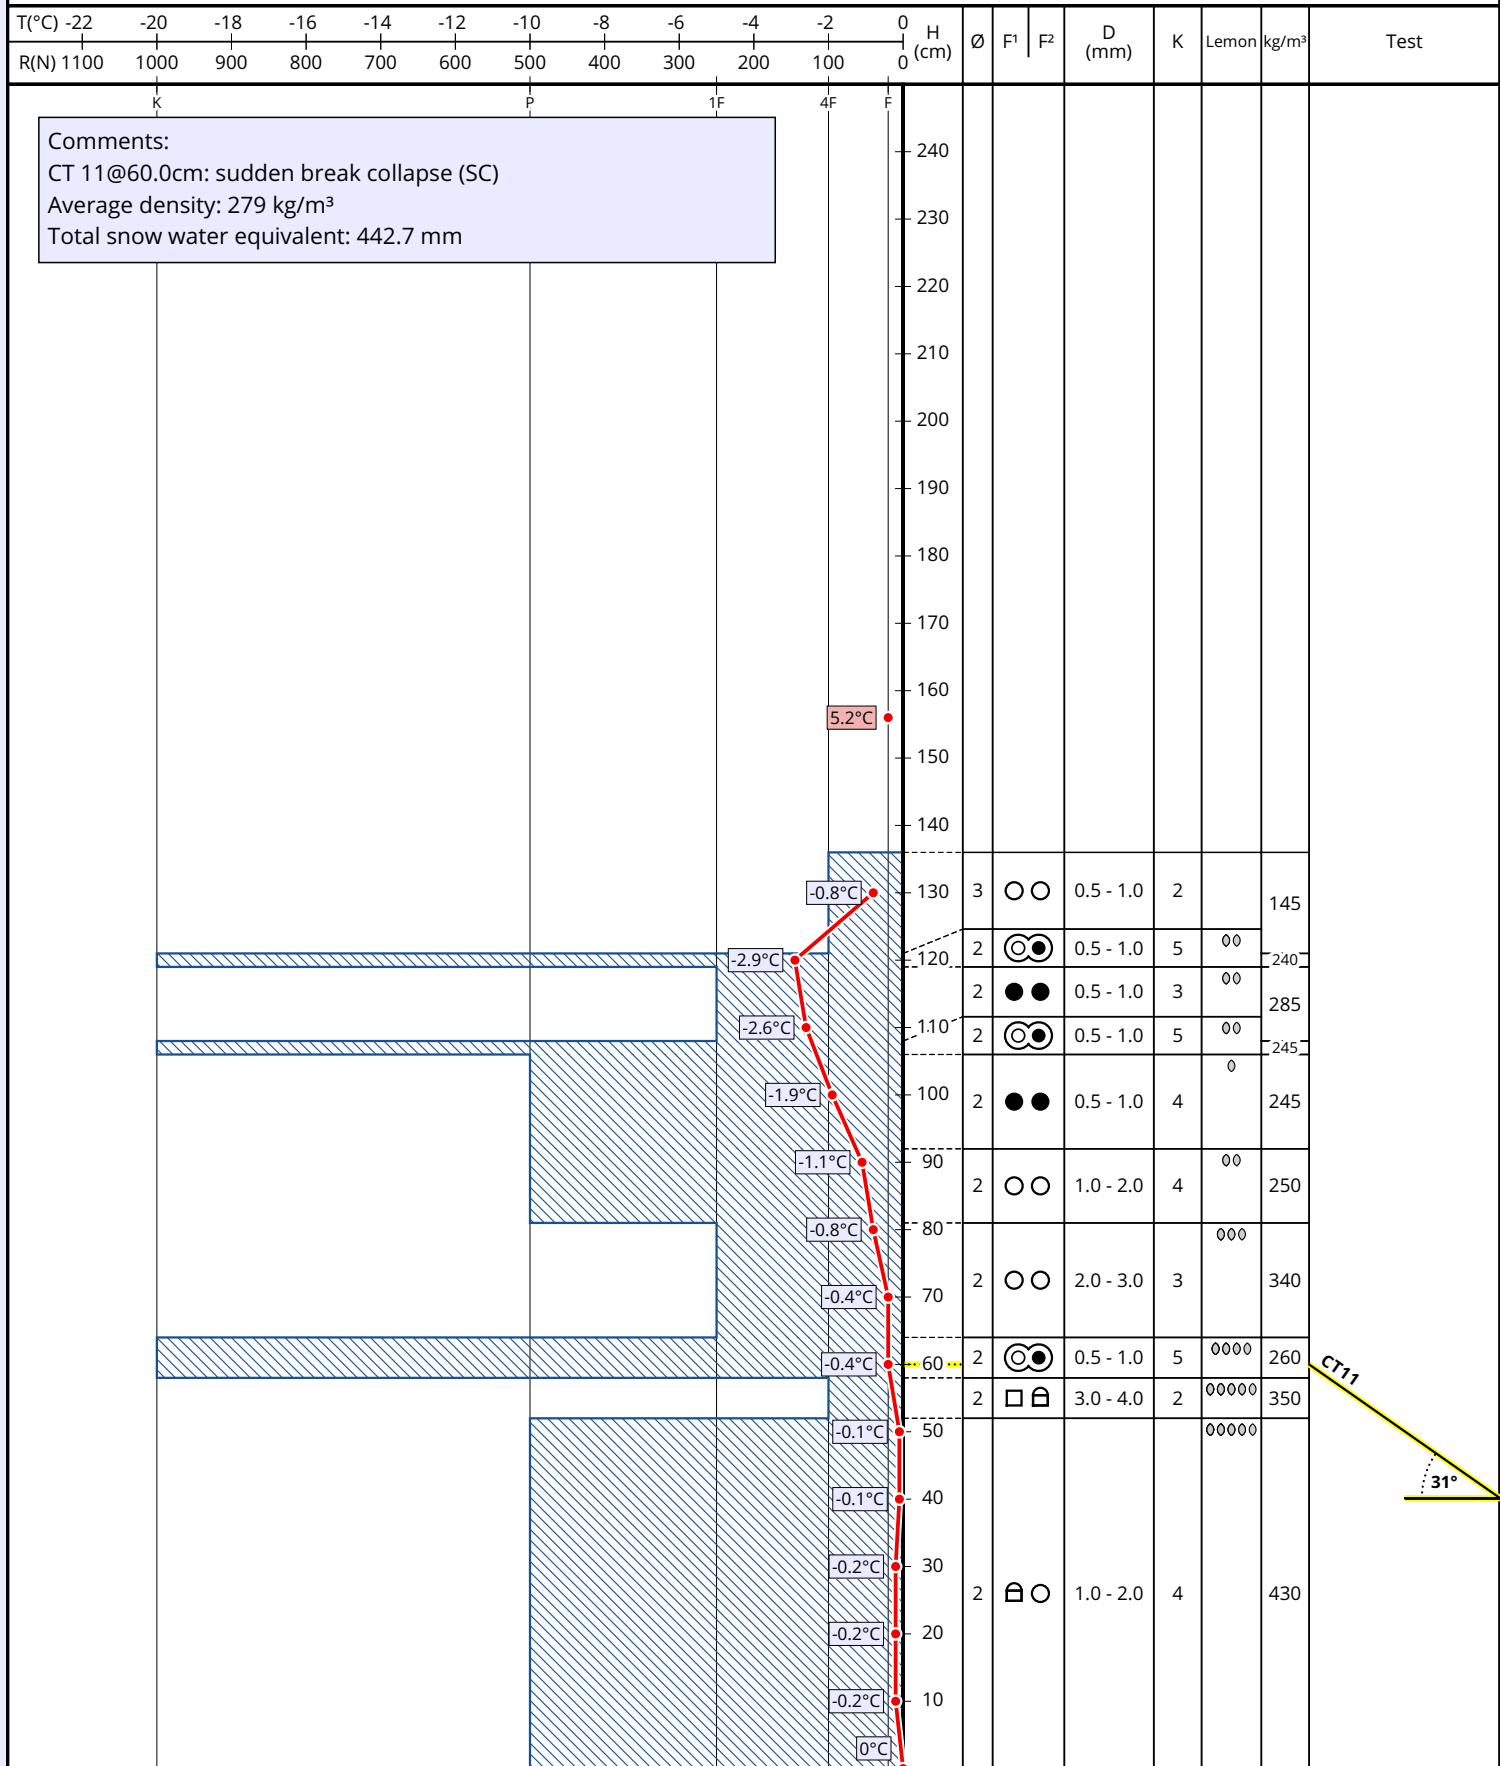 T(°C) -22 -20 -18 -16 -14 -12 -10 -8 -6 -4 -2 0
R(N) 1100 1000 900 800 700 600 500 400 300 200 100 0
H (cm) Ø F¹ F² D (mm) K Lemon kg/m³ Test
K P 1F 4F F
Comments:
CT 11@60.0cm: sudden break collapse (SC)
Average density: 279 kg/m³
Total snow water equivalent: 442.7 mm
240
230
220
210
200
190
180
170
160
5.2°C
150
140
-0.8°C 130 3 0.5 - 1.0 2 145
2 0.5 - 1.0 5
-2.9°C 120 240
2 0.5 - 1.0 3 285
-2.6°C 110 2 0.5 - 1.0 5 245
-1.9°C 100 2 0.5 - 1.0 4 245
-1.1°C 90
2 1.0 - 2.0 4 250
-0.8°C 80
2 2.0 - 3.0 3 340
-0.4°C 70
-0.4°C 60 2 0.5 - 1.0 5 260 CT11
2 3.0 - 4.0 2 350
-0.1°C 50
31°
-0.1°C 40
-0.2°C 30
2 1.0 - 2.0 4 430
-0.2°C 20
-0.2°C 10
0°C